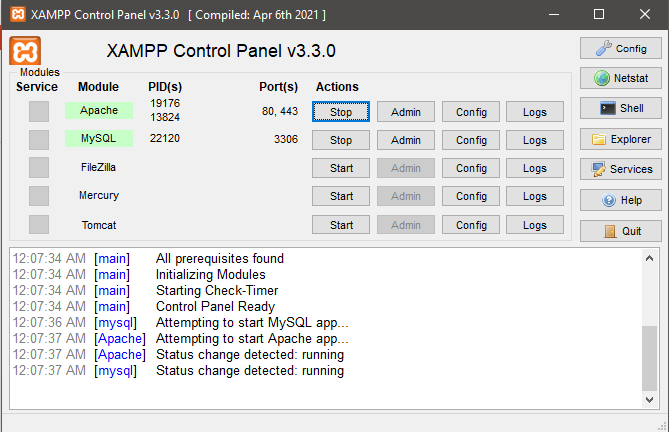 XAMPP Control Panel v3.3.0 [ Compiled: Apr 6th 2021 ]
XAMPP Control Panel v3.3.0
Config
Modules
Service Module PID(s) Port(s) Actions
Netstat
Apache 19176 13824 80, 443 Stop Admin Config Logs
Shell
MySQL 22120 3306 Stop Admin Config Logs
Explorer
FileZilla Start Admin Config Logs
Services
Mercury Start Admin Config Logs
Help
Tomcat Start Admin Config Logs
Quit
12:07:34 AM [main] All prerequisites found
12:07:34 AM [main] Initializing Modules
12:07:34 AM [main] Starting Check-Timer
12:07:34 AM [main] Control Panel Ready
12:07:36 AM [mysql] Attempting to start MySQL app...
12:07:37 AM [Apache] Attempting to start Apache app...
12:07:37 AM [Apache] Status change detected: running
12:07:37 AM [mysql] Status change detected: running